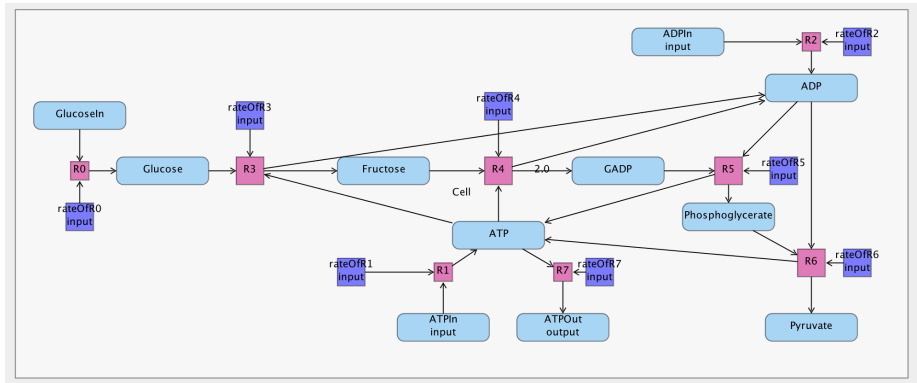 ADPIn
input
R2
rateOfR2
input
ADP
GlucoseIn
rateOfR3
input
rateOfR4
input
R0
Glucose
R3
Fructose
R4
2.0
GADP
R5
rateOfR5
input
Cell
rateOfR0
input
Phosphoglycerate
ATP
rateOfR1
input
R1
R7
rateOfR7
input
R6
rateOfR6
input
ATPIn
input
ATPOut
output
Pyruvate